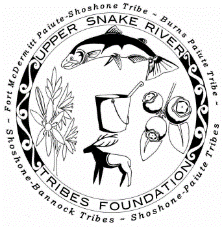 Fort McDermitt Paiute-Shoshone Tribe ~ Burns Paiute Tribe ~
Shoshone-Bannock Tribes ~ Shoshone-Paiute Tribes ~
UPPER SNAKE RIVER
TRIBES FOUNDATION